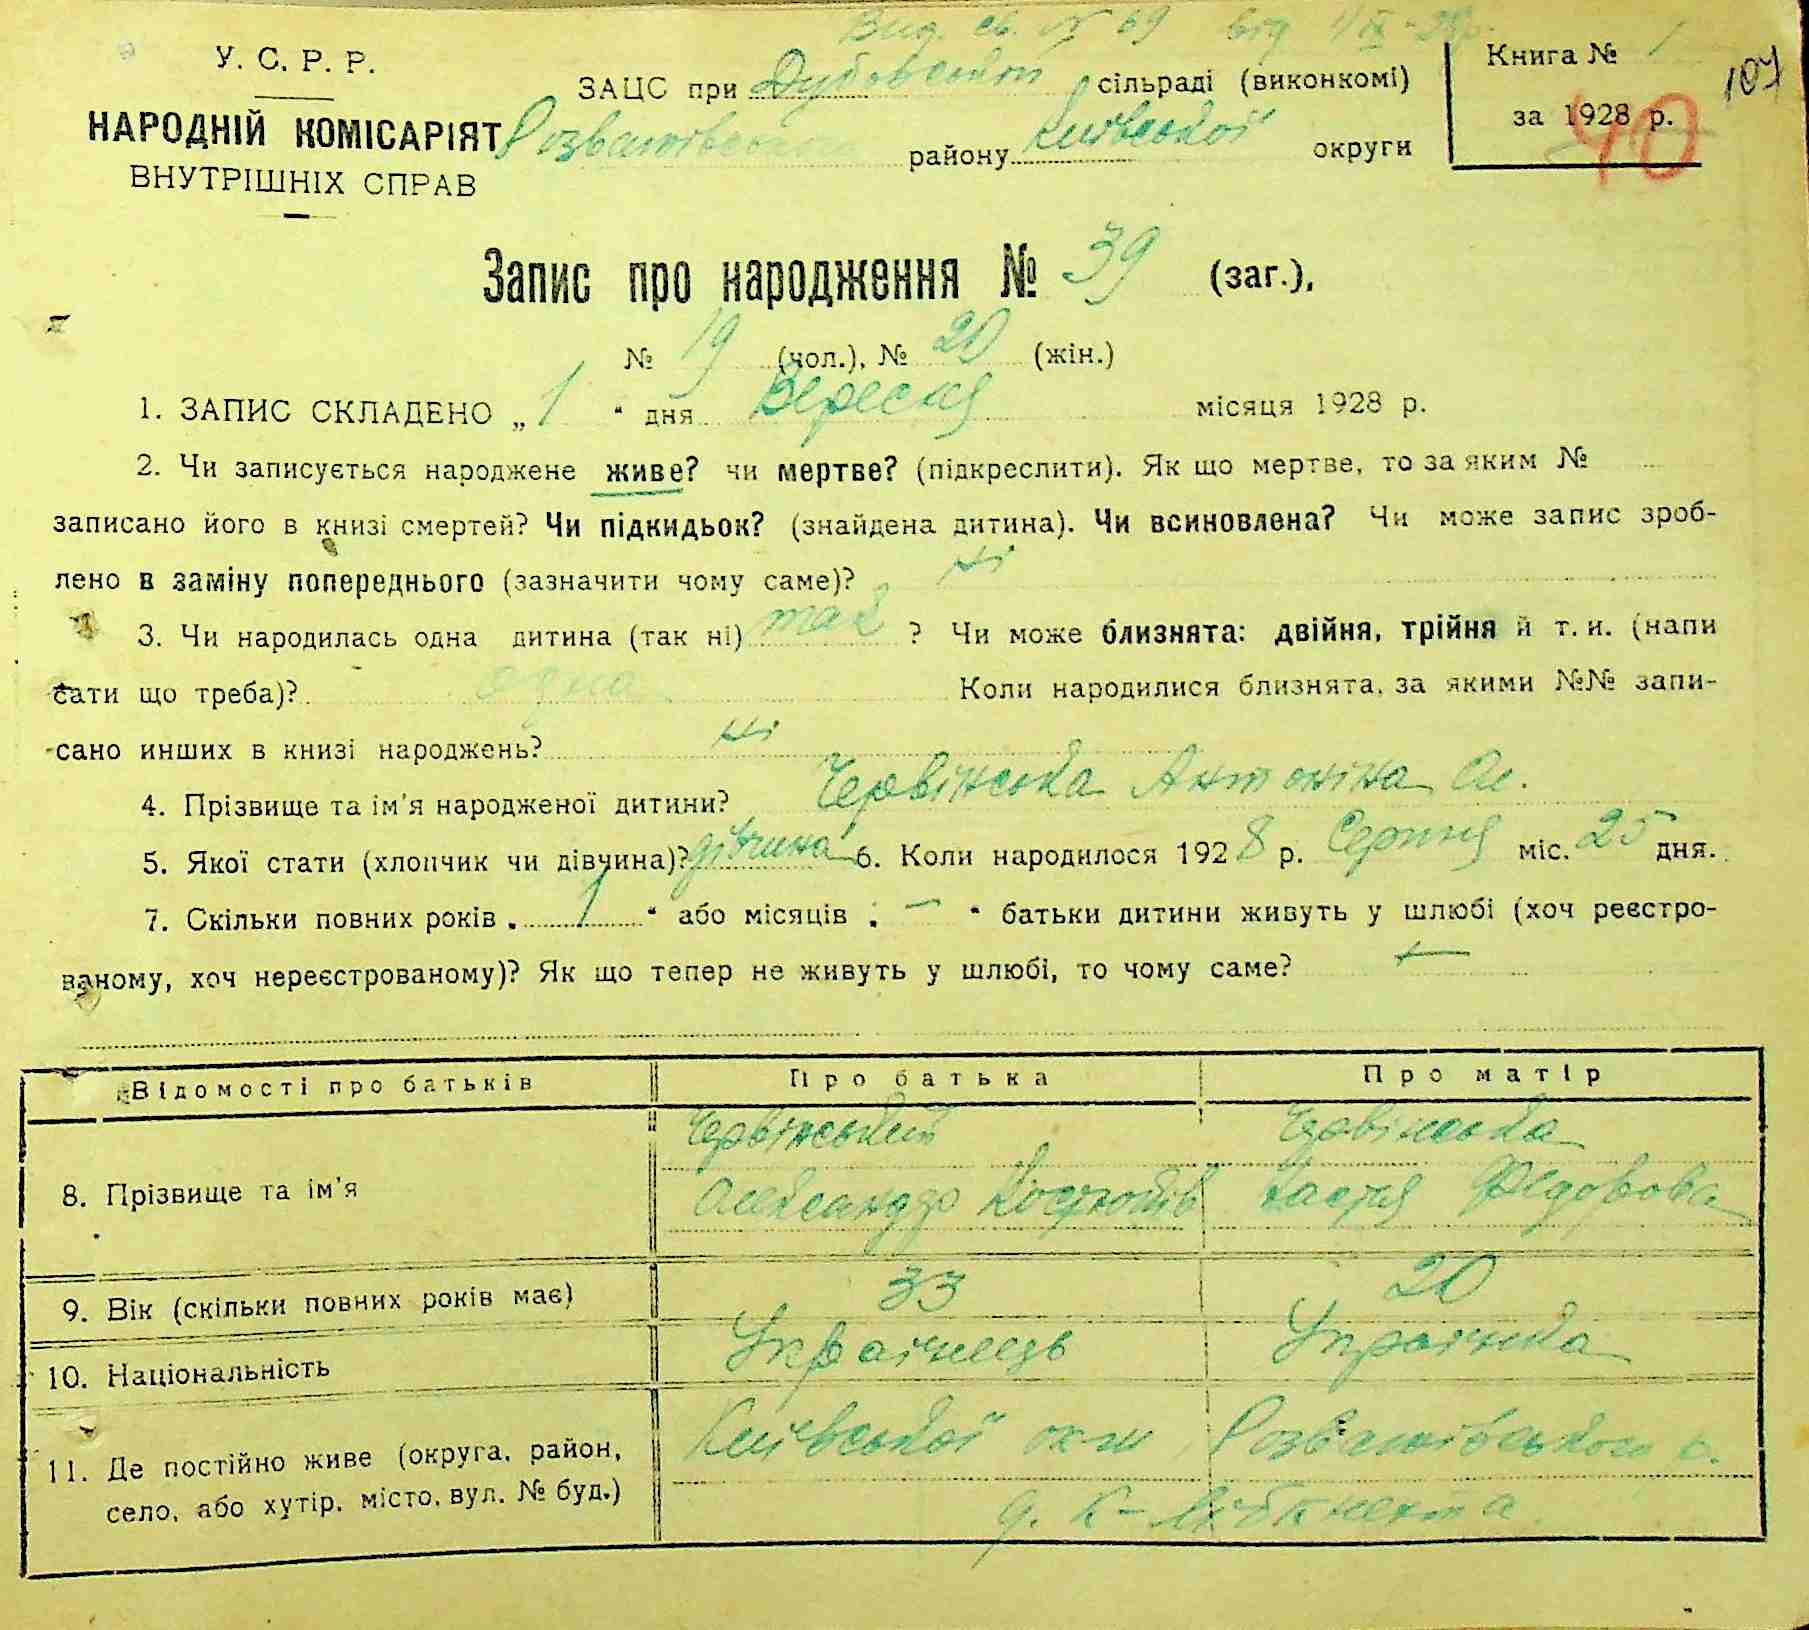 Вид. св. № 69 від 1/IX-28р.
У. С. Р. Р.
НАРОДНІЙ КОМІСАРІЯТ
ВНУТРІШНІХ СПРАВ
ЗАЦС при сільраді (виконкомі)
Розважівського району Київської округи
Книга № 1
за 1928 р.
107
40
Запис про народження № 39 (заг.),
№ 19 (чол.), № 20 (жін.)
1. ЗАПИС СКЛАДЕНО „ 1 " дня Вересня місяця 1928 р.
2. Чи записується народжене живе? чи мертве? (підкреслити). Як що мертве, то за яким №
записано його в книзі смертей? Чи підкидьок? (знайдена дитина). Чи всиновлена? Чи може запис зроб-
лено в заміну попереднього (зазначити чому саме)? ні
3. Чи народилась одна дитина (так ні) так ? Чи може близнята: двійня, трійня й т. и. (напи
сати що треба)? одна Коли народилися близнята, за якими №№ запи-
сано инших в книзі народжень? ні
4. Прізвище та ім'я народженої дитини? Червінська Антоніна Ол.
5. Якої стати (хлопчик чи дівчина)? дівчина 6. Коли народилося 1928 р. Серпня міс. 25 дня.
7. Скільки повних років „ 1 " або місяців „ — " батьки дитини живуть у шлюбі (хоч реєстро-
ваному, хоч нереєстрованому)? Як що тепер не живуть у шлюбі, то чому саме? —
Відомості про батьків Про батька Про матір
8. Прізвище та ім'я
Червінський Червінська
Олександр Федорова
9. Вік (скільки повних років має) 33 20
10. Національність Українець Українка
11. Де постійно живе (округа, район,
село, або хутір, місто, вул. № буд.)
Київської окр Розважівського р.
К-Лібкнехта